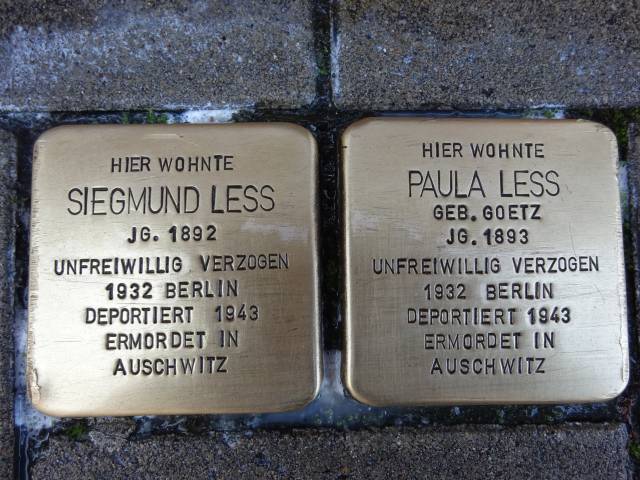 HIER WOHNTE
SIEGMUND LESS
JG. 1892
UNFREIWILLIG VERZOGEN
1932 BERLIN
DEPORTIERT 1943
ERMORDET IN
AUSCHWITZ
HIER WOHNTE
PAULA LESS
GEB. GOETZ
JG. 1893
UNFREIWILLIG VERZOGEN
1932 BERLIN
DEPORTIERT 1943
ERMORDET IN
AUSCHWITZ